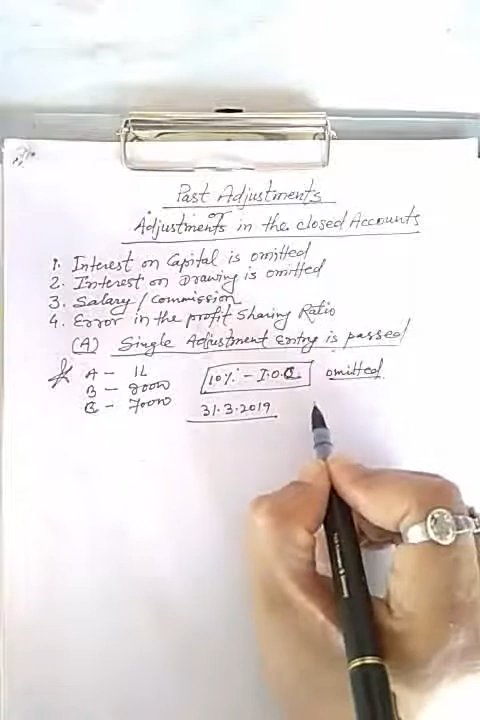 Past Adjustments
or
Adjustments in the closed Accounts
1. Interest on Capital is omitted
2. Interest on Drawing is omitted
3. Salary / Commission
4. Error in the profit Sharing Ratio
(A) Single Adjustment Entry is passed
A - 1L
B - 80000
C - 70000
10% - I.O.C omitted
31.3.2019